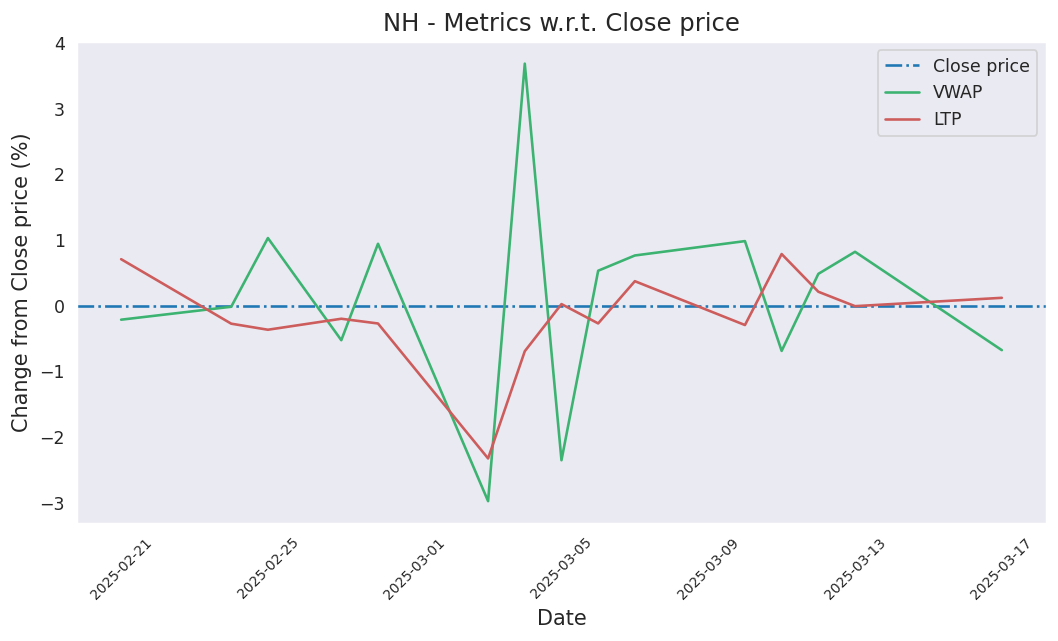 NH - Metrics w.r.t. Close price
Close price
VWAP
LTP
Change from Close price (%)
4
3
2
1
0
−1
−2
−3
2025-02-21
2025-02-25
2025-03-01
2025-03-05
2025-03-09
2025-03-13
2025-03-17
Date